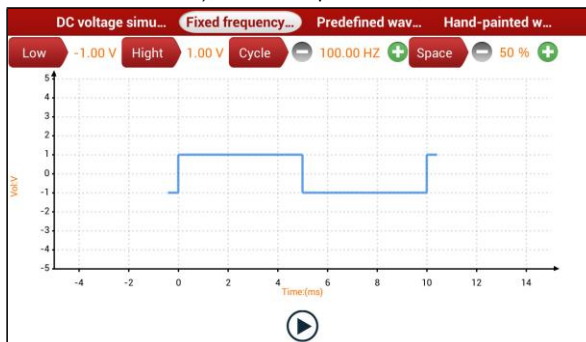 DC voltage simu... Fixed frequency... Predefined wav... Hand-painted w...
Low -1.00 V Hight 1.00 V Cycle 100.00 HZ Space 50 %
5
4
3
2
1
0
-1
-2
-3
-4
-5
Vol:V
-4 -2 0 2 4 6 8 10 12 14
Time:(ms)